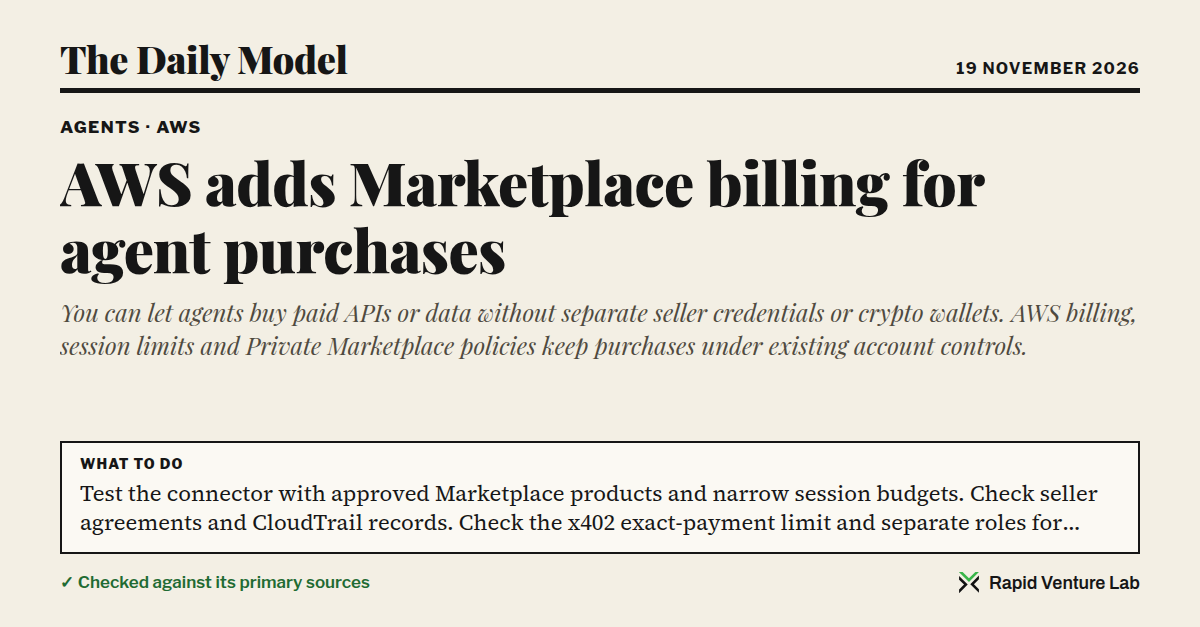 The Daily Model
19 NOVEMBER 2026
AGENTS · AWS
AWS adds Marketplace billing for
agent purchases
You can let agents buy paid APIs or data without separate seller credentials or crypto wallets. AWS billing,
session limits and Private Marketplace policies keep purchases under existing account controls.
WHAT TO DO
Test the connector with approved Marketplace products and narrow session budgets. Check seller
agreements and CloudTrail records. Check the x402 exact-payment limit and separate roles for...
✓ Checked against its primary sources
Rapid Venture Lab